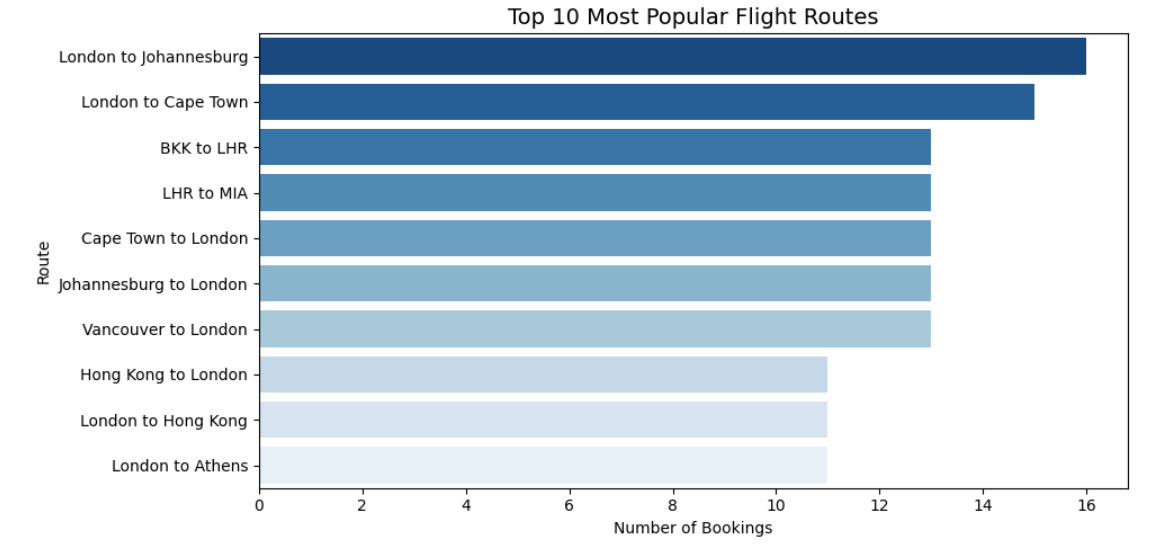 Top 10 Most Popular Flight Routes
London to Johannesburg
London to Cape Town
BKK to LHR
LHR to MIA
Cape Town to London
Johannesburg to London
Vancouver to London
Hong Kong to London
London to Hong Kong
London to Athens
Route
0 2 4 6 8 10 12 14 16
Number of Bookings